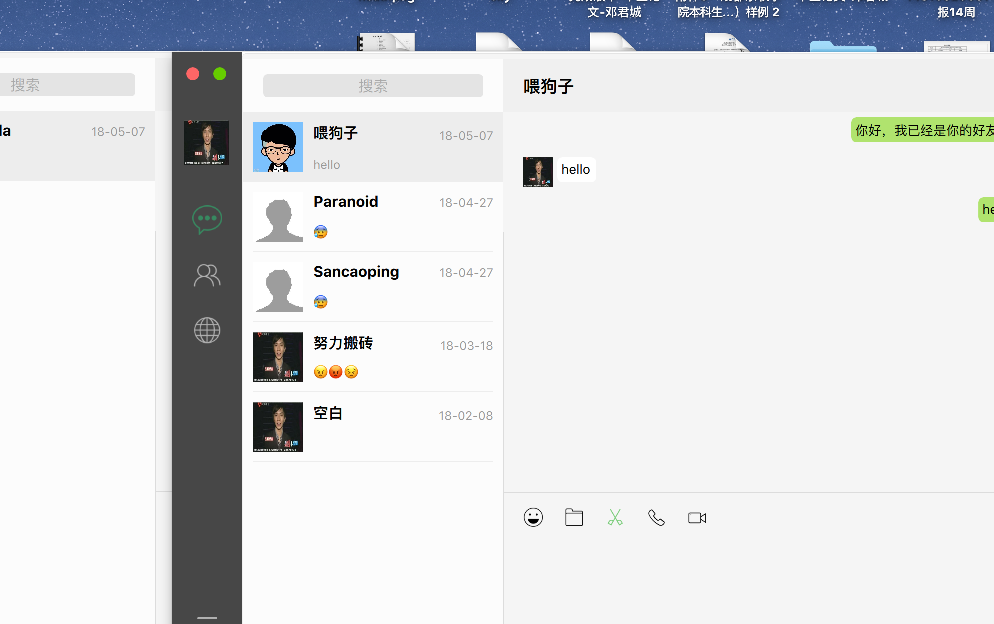 文-邓君城
院本科生...）样例 2
报14周
搜索
la
18-05-07
搜索
喂狗子
18-05-07
hello
Paranoid
18-04-27
Sancaoping
18-04-27
努力搬砖
18-03-18
空白
18-02-08
喂狗子
你好，我已经是你的好友
hello
he